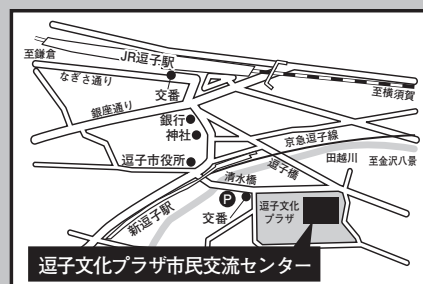 JR逗子駅
至鎌倉
なぎさ通り
交番
至横須賀
銀座通り
銀行
神社
京急逗子線
逗子市役所
田越川
至金沢八景
逗子橋
清水橋
P
新逗子駅
交番
逗子文化
プラザ
逗子文化プラザ市民交流センター